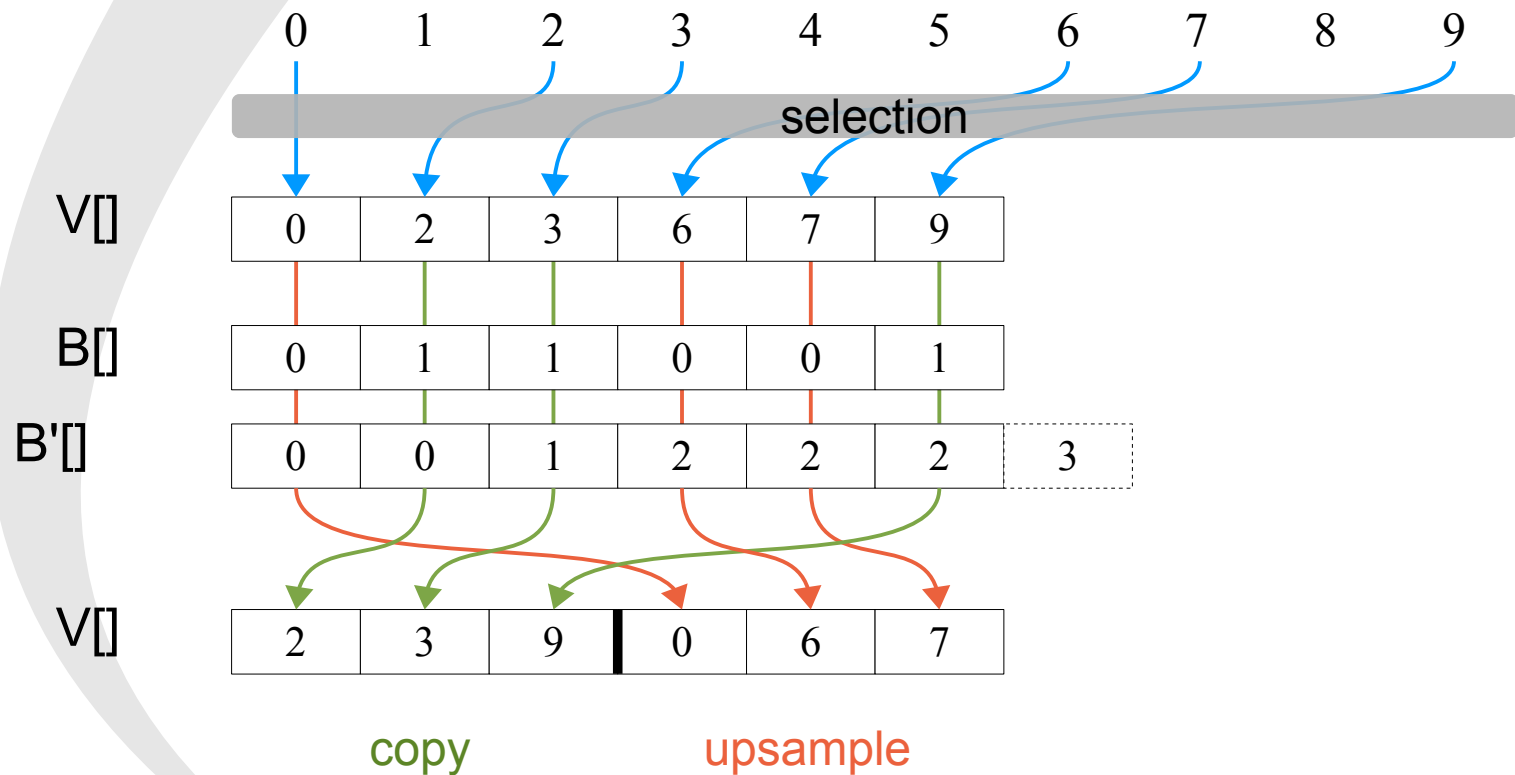 0 1 2 3 4 5 6 7 8 9
selection
V[] 0 2 3 6 7 9
B[] 0 1 1 0 0 1
B'[] 0 0 1 2 2 2 3
V[] 2 3 9 0 6 7
copy upsample